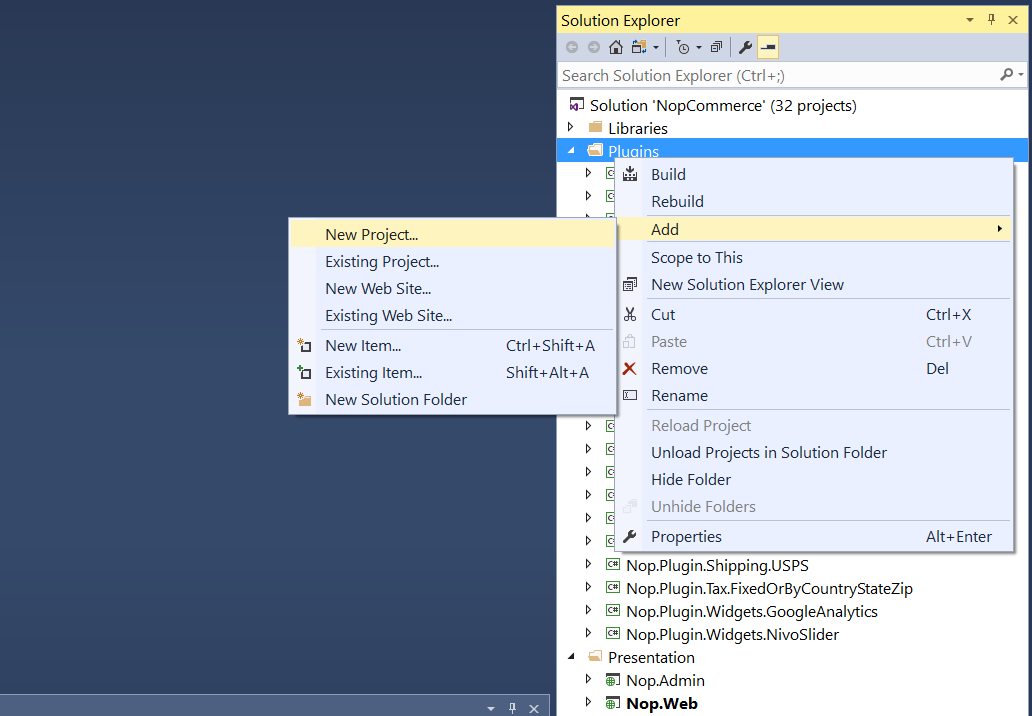 Solution Explorer
Search Solution Explorer (Ctrl+;)
Solution 'NopCommerce' (32 projects)
Libraries
Plugins
Build
Rebuild
Add
Scope to This
New Solution Explorer View
Cut Ctrl+X
Paste Ctrl+V
Remove Del
Rename
Reload Project
Unload Projects in Solution Folder
Hide Folder
Unhide Folders
Properties Alt+Enter
New Project...
Existing Project...
New Web Site...
Existing Web Site...
New Item... Ctrl+Shift+A
Existing Item... Shift+Alt+A
New Solution Folder
C# Nop.Plugin.Shipping.USPS
C# Nop.Plugin.Tax.FixedOrByCountryStateZip
C# Nop.Plugin.Widgets.GoogleAnalytics
C# Nop.Plugin.Widgets.NivoSlider
Presentation
Nop.Admin
Nop.Web